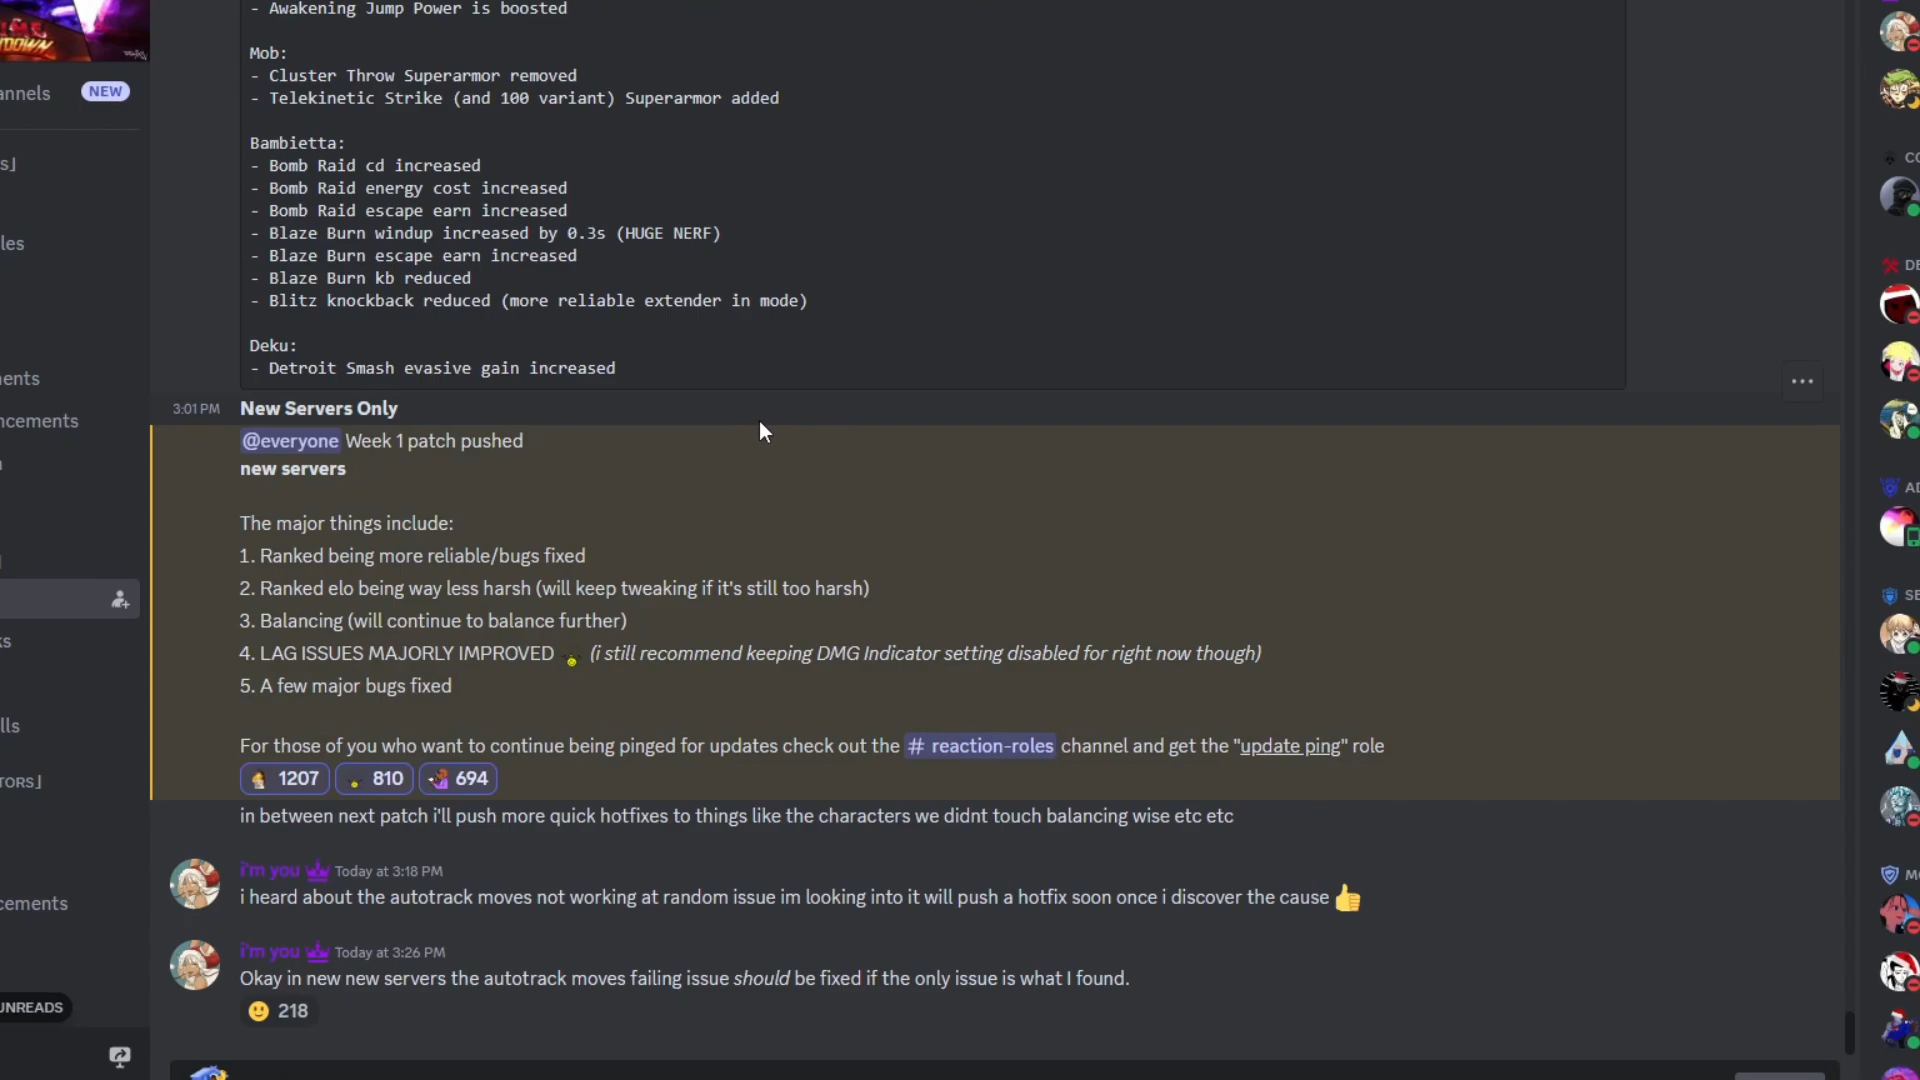 - Awakening Jump Power is boosted
Mob:
- Cluster Throw Superarmor removed
- Telekinetic Strike (and 100 variant) Superarmor added
Bambietta:
- Bomb Raid cd increased
- Bomb Raid energy cost increased
- Bomb Raid escape earn increased
- Blaze Burn windup increased by 0.3s (HUGE NERF)
- Blaze Burn escape earn increased
- Blaze Burn kb reduced
- Blitz knockback reduced (more reliable extender in mode)
Deku:
- Detroit Smash evasive gain increased
3:01 PM New Servers Only
@everyone Week 1 patch pushed
new servers
The major things include:
1. Ranked being more reliable/bugs fixed
2. Ranked elo being way less harsh (will keep tweaking if it's still too harsh)
3. Balancing (will continue to balance further)
4. LAG ISSUES MAJORLY IMPROVED (i still recommend keeping DMG Indicator setting disabled for right now though)
5. A few major bugs fixed
For those of you who want to continue being pinged for updates check out the # reaction-roles channel and get the "update ping" role
1207 810 694
in between next patch i'll push more quick hotfixes to things like the characters we didnt touch balancing wise etc etc
i'm you Today at 3:18 PM
i heard about the autotrack moves not working at random issue im looking into it will push a hotfix soon once i discover the cause
i'm you Today at 3:26 PM
Okay in new new servers the autotrack moves failing issue should be fixed if the only issue is what I found.
218
annels NEW
s]
les
ents
ncements
ks
lls
TORS]
cements
UNREADS
CO
DE
AD
SE
MO